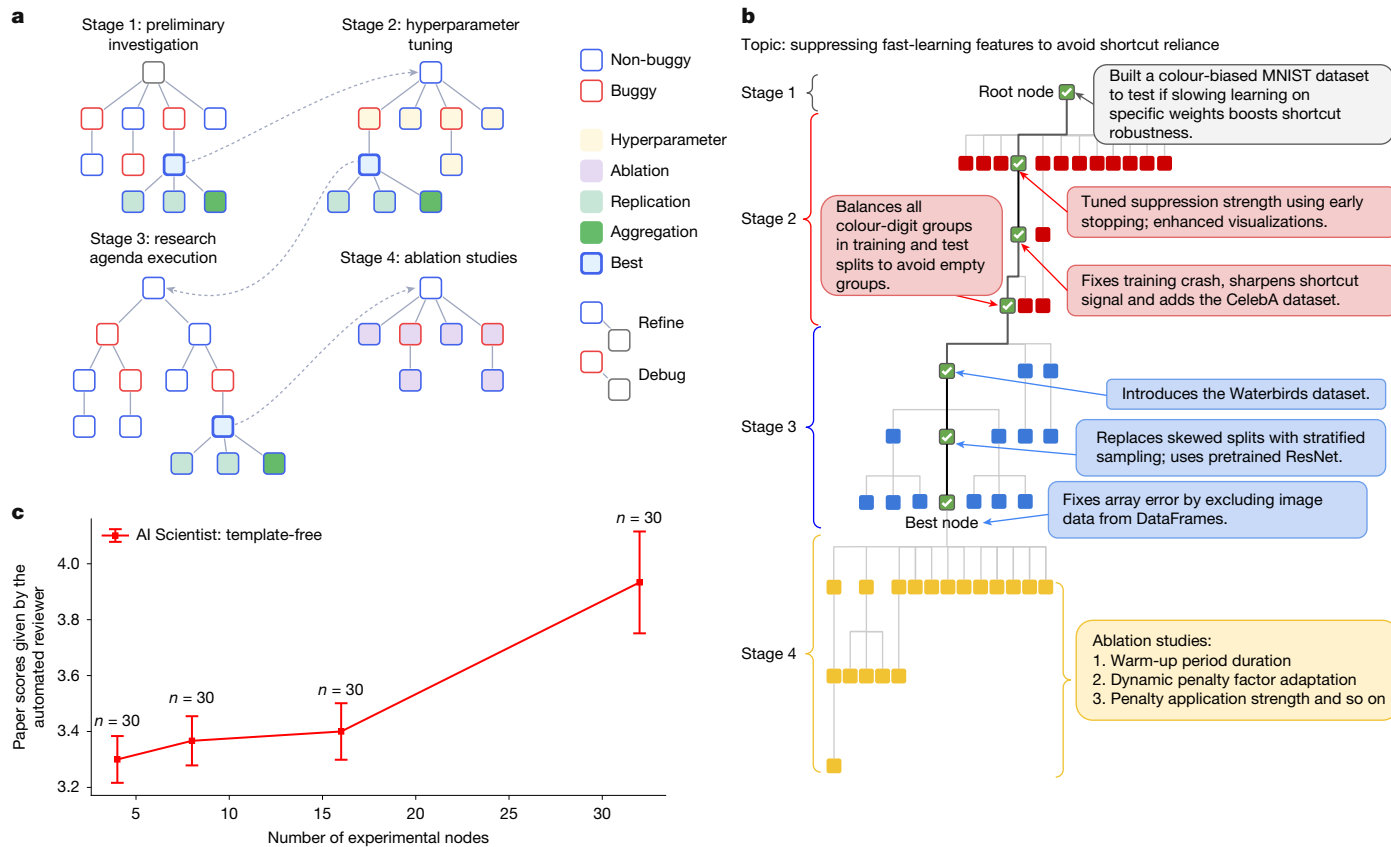 a
Stage 1: preliminary
investigation
Stage 2: hyperparameter
tuning
Non-buggy
Buggy
Hyperparameter
Ablation
Replication
Aggregation
Best
Refine
Debug
Stage 3: research
agenda execution
Stage 4: ablation studies
b
Topic: suppressing fast-learning features to avoid shortcut reliance
Stage 1
Root node
Built a colour-biased MNIST dataset
to test if slowing learning on
specific weights boosts shortcut
robustness.
Stage 2
Tuned suppression strength using early
stopping; enhanced visualizations.
Balances all
colour-digit groups
in training and test
splits to avoid empty
groups.
Fixes training crash, sharpens shortcut
signal and adds the CelebA dataset.
Stage 3
Introduces the Waterbirds dataset.
Replaces skewed splits with stratified
sampling; uses pretrained ResNet.
Fixes array error by excluding image
data from DataFrames.
Best node
Stage 4
Ablation studies:
1. Warm-up period duration
2. Dynamic penalty factor adaptation
3. Penalty application strength and so on
c
AI Scientist: template-free
Paper scores given by the
automated reviewer
4.0
3.8
3.6
3.4
3.2
n = 30
n = 30
n = 30
n = 30
5
10
15
20
25
30
Number of experimental nodes